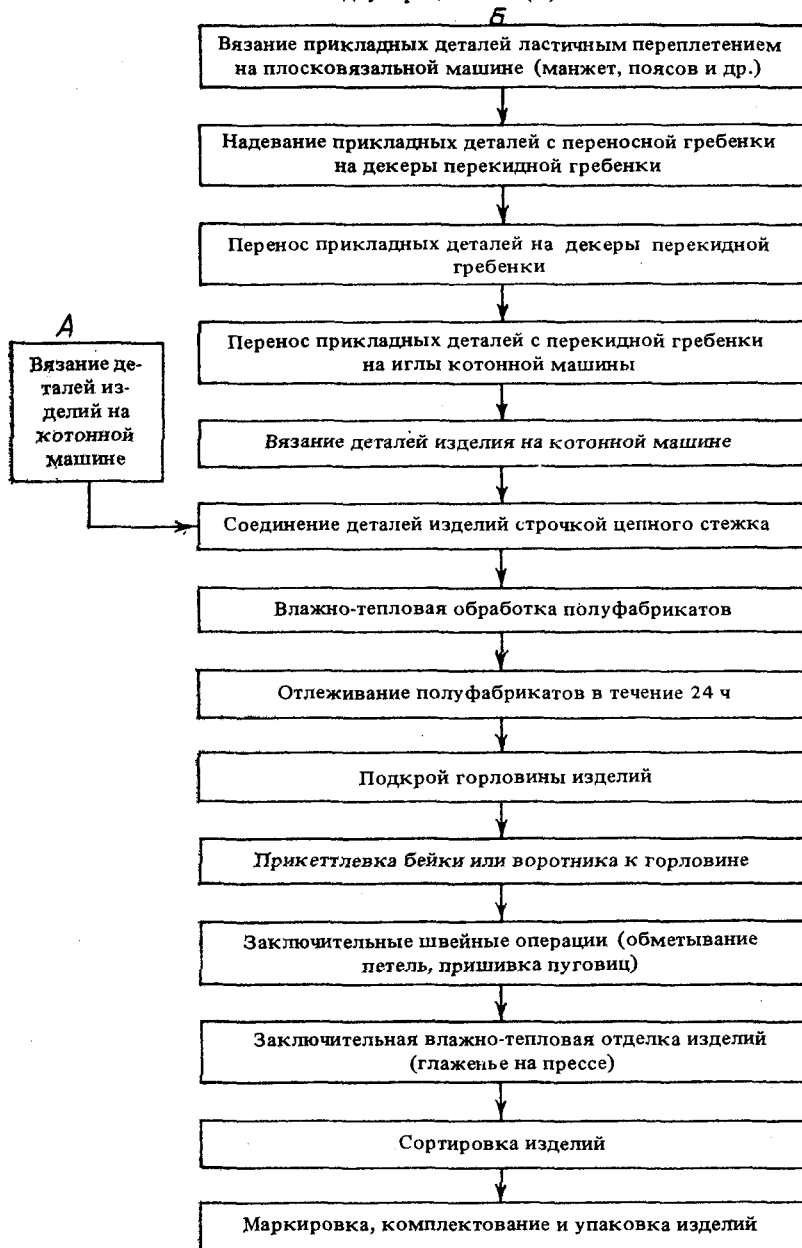 Б
Вязание прикладных деталей ластичным переплетением
на плосковязальной машине (манжет, поясов и др.)
Надевание прикладных деталей с переносной гребенки
на декеры перекидной гребенки
Перенос прикладных деталей на декеры перекидной
гребенки
А
Вязание де-
талей из-
делий на
котонной
машине
Перенос прикладных деталей с перекидной гребенки
на иглы котонной машины
Вязание деталей изделия на котонной машине
Соединение деталей изделий строчкой цепного стежка
Влажно-тепловая обработка полуфабрикатов
Отлеживание полуфабрикатов в течение 24 ч
Подкрой горловины изделий
Прикеттлевка бейки или воротника к горловине
Заключительные швейные операции (обметывание
петель, пришивка пуговиц)
Заключительная влажно-тепловая отделка изделий
(глаженье на прессе)
Сортировка изделий
Маркировка, комплектование и упаковка изделий